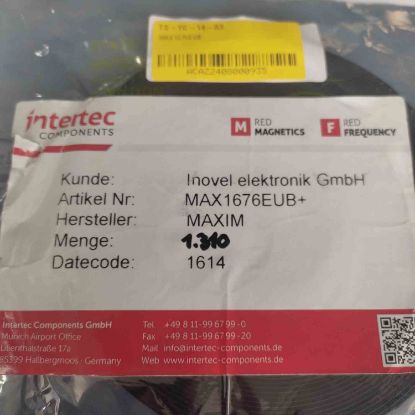 MAX1676EUB
ACAZ2408000935
intertec
COMPONENTS
M RED MAGNETICS
F RED FREQUENCY
Kunde: Inovel elektronik GmbH
Artikel Nr: MAX1676EUB+
Hersteller: MAXIM
Menge: 1.310
Datecode: 1614
Intertec Components GmbH
Munich Airport Office
Lilienthalstraße 17a
85399 Hallbergmoos · Germany
Tel +49 8 11-99 67 99-0
Fax +49 8 11-99 67 99-20
Mail info@intertec-components.de
Web www.intertec-components.de